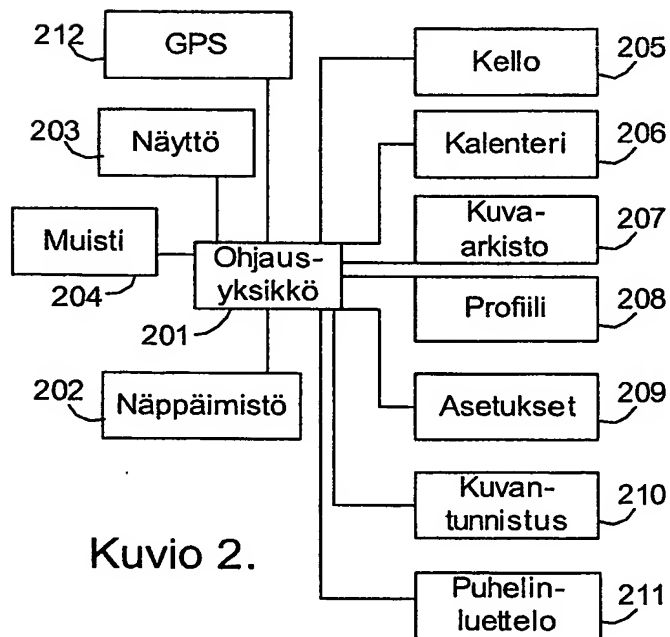 212
GPS
203
Näyttö
Muisti
204
Ohjaus-
yksikkö
201
202
Näppäimistö
Kello
205
Kalenteri
206
Kuva-
arkisto
207
Profiili
208
Asetukset
209
Kuvan-
tunnistus
210
Puhelin-
luettelo
211
Kuvio 2.